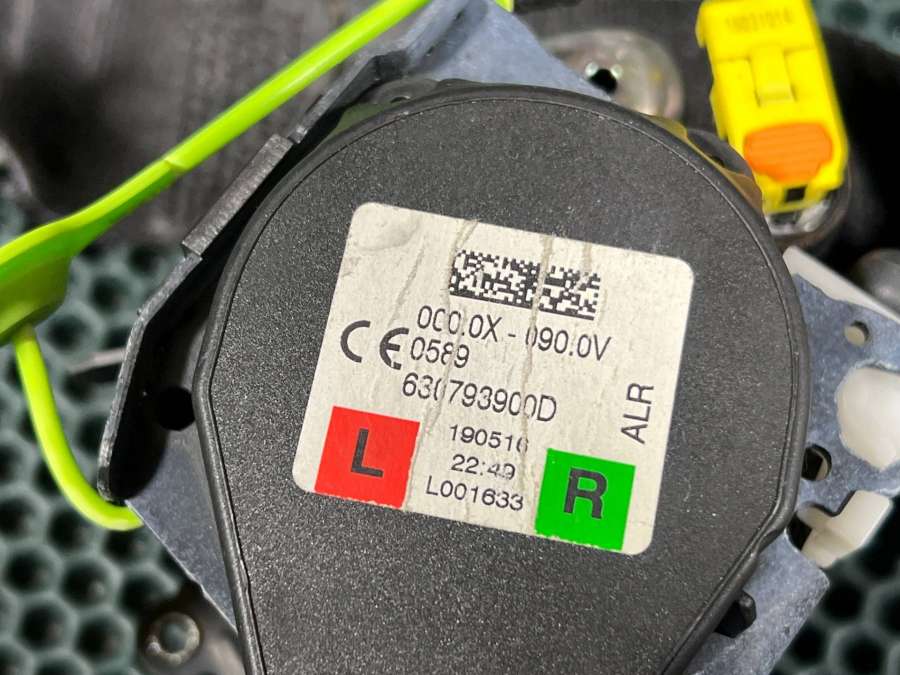 000.0X - 090.0V
CE 0589
630793900D
ALR
190516
22:49
L001633
L
R